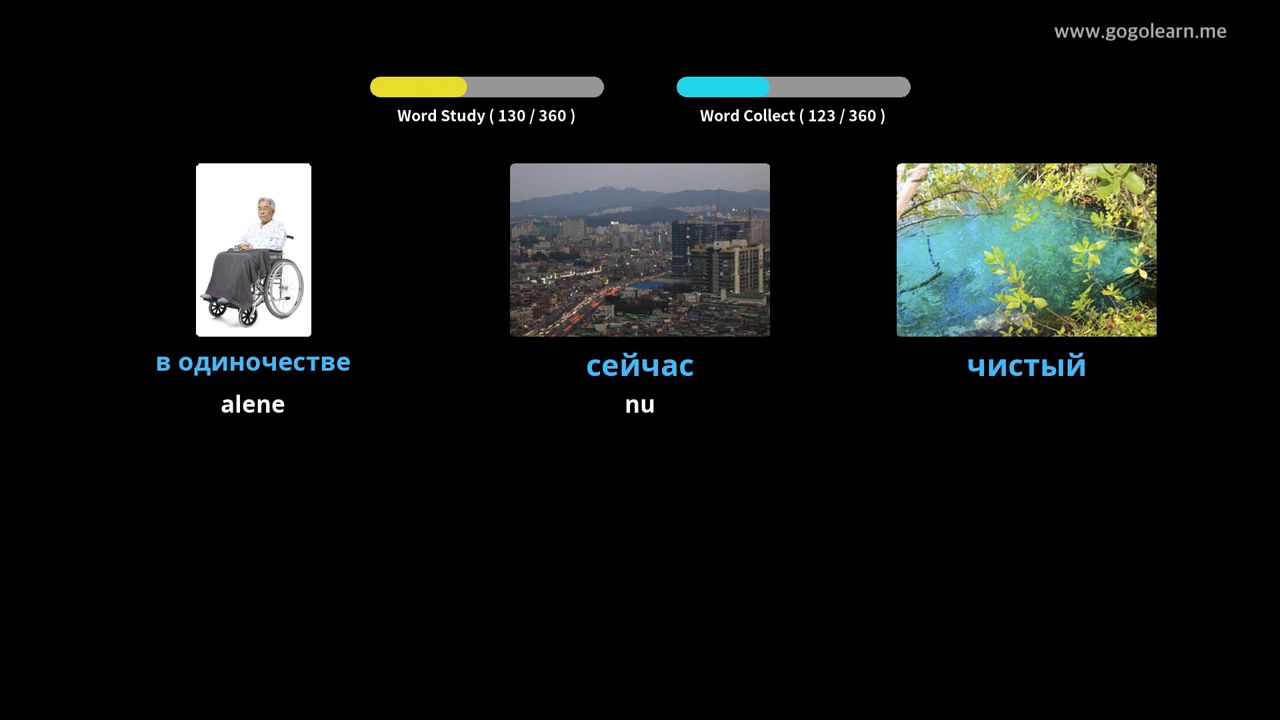 www.gogolearn.me
Word Study ( 130 / 360 )
Word Collect ( 123 / 360 )
в одиночестве
сейчас
чистый
alene
nu